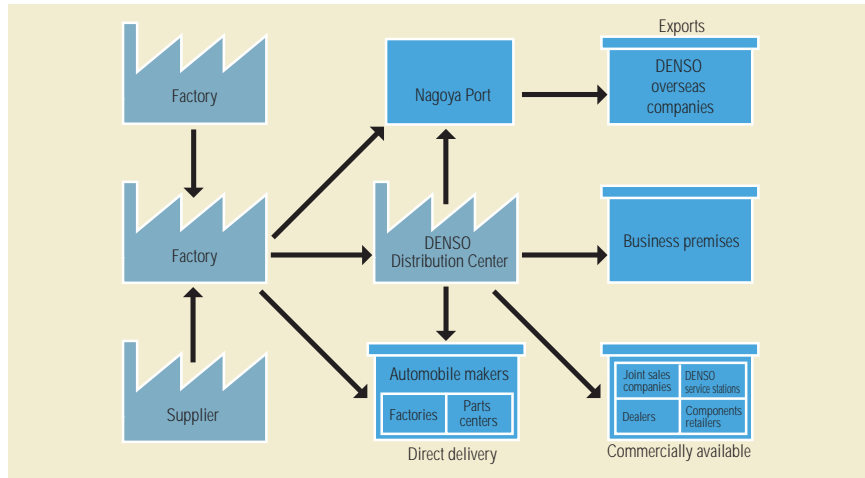 Exports
Factory
Nagoya Port
DENSO
overseas
companies
Factory
DENSO
Distribution Center
Business premises
Supplier
Automobile makers
Factories
Parts
centers
Direct delivery
Joint sales
companies
DENSO
service stations
Dealers
Components
retailers
Commercially available